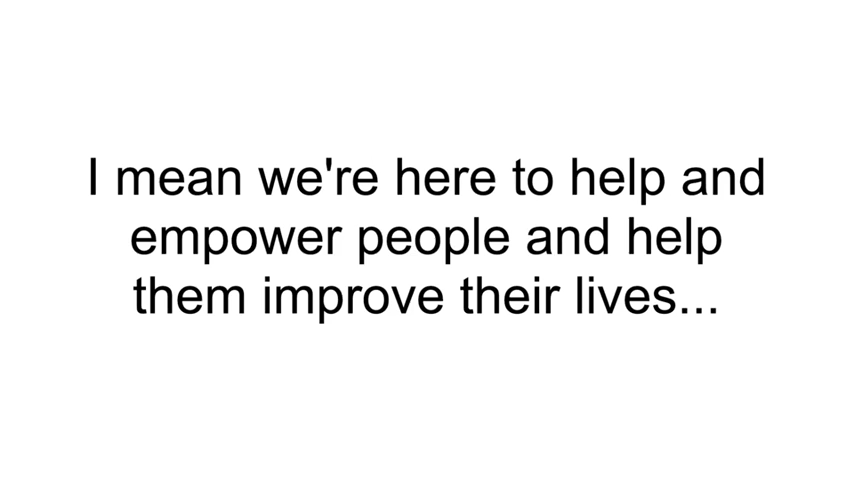 I mean we're here to help and
empower people and help
them improve their lives...